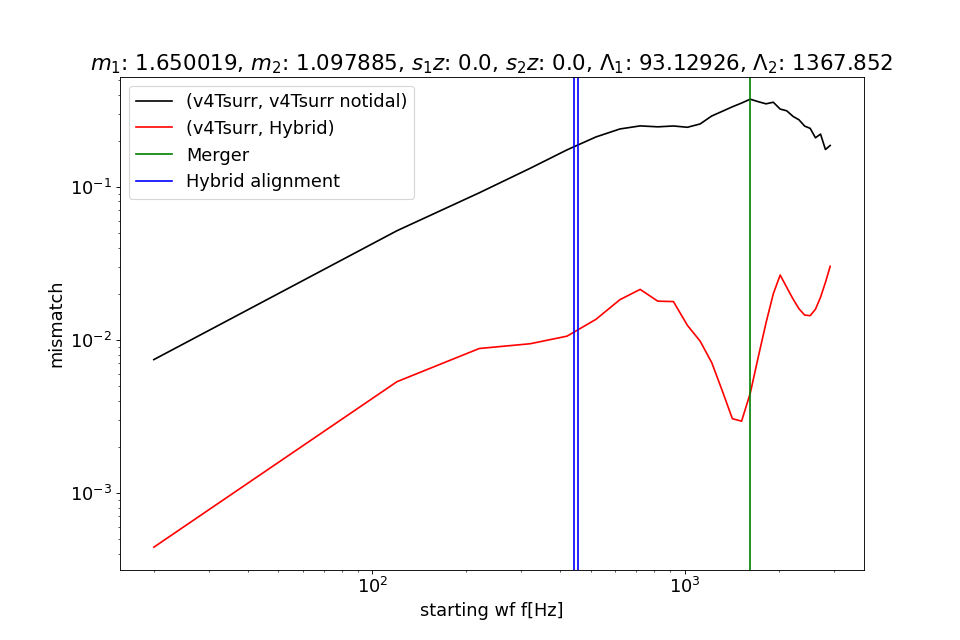 m₁: 1.650019, m₂: 1.097885, s₁z: 0.0, s₂z: 0.0, Λ₁: 93.12926, Λ₂: 1367.852
(v4Tsurr, v4Tsurr notidal)
(v4Tsurr, Hybrid)
Merger
Hybrid alignment
10⁻¹
10⁻²
10⁻³
mismatch
10² 10³
starting wf f[Hz]